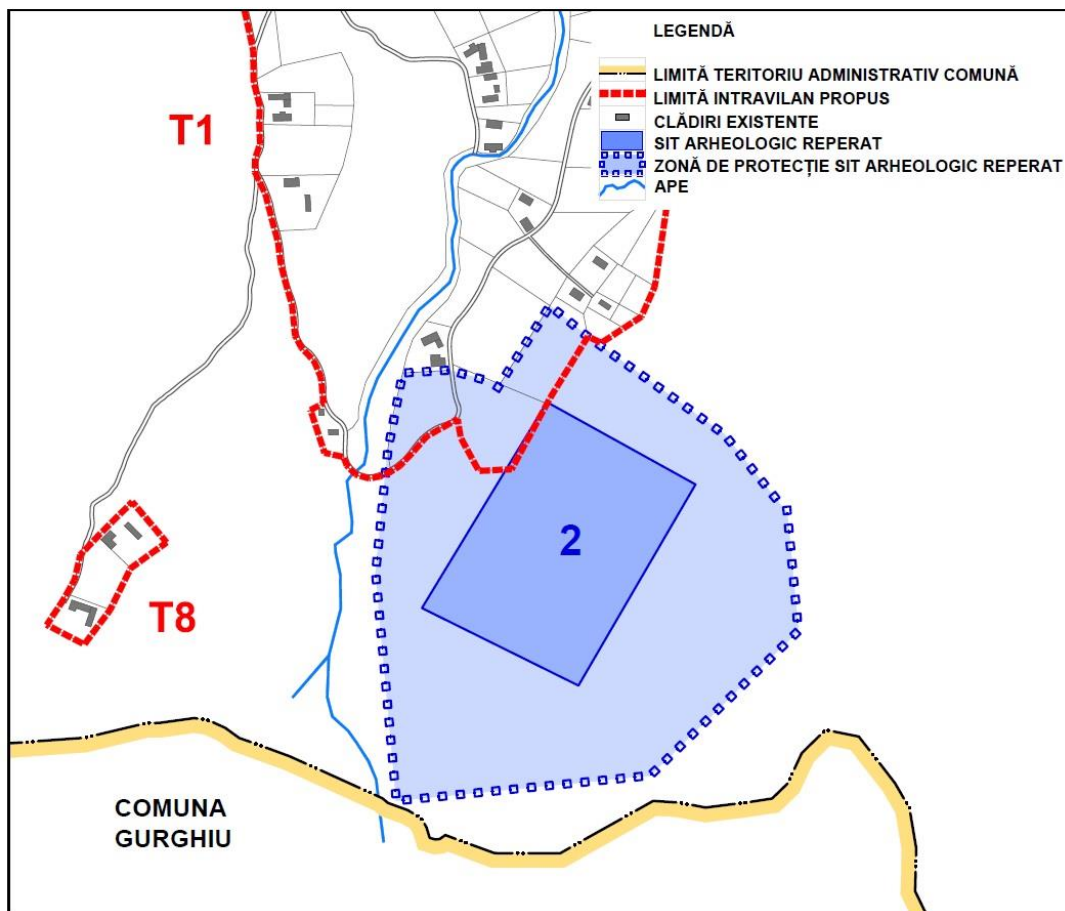 LEGENDĂ
LIMITĂ TERITORIU ADMINISTRATIV COMUNĂ
LIMITĂ INTRAVILAN PROPUS
CLĂDIRI EXISTENTE
SIT ARHEOLOGIC REPERAT
ZONĂ DE PROTECȚIE SIT ARHEOLOGIC REPERAT
APE
T1
2
T8
COMUNA
GURGHIU